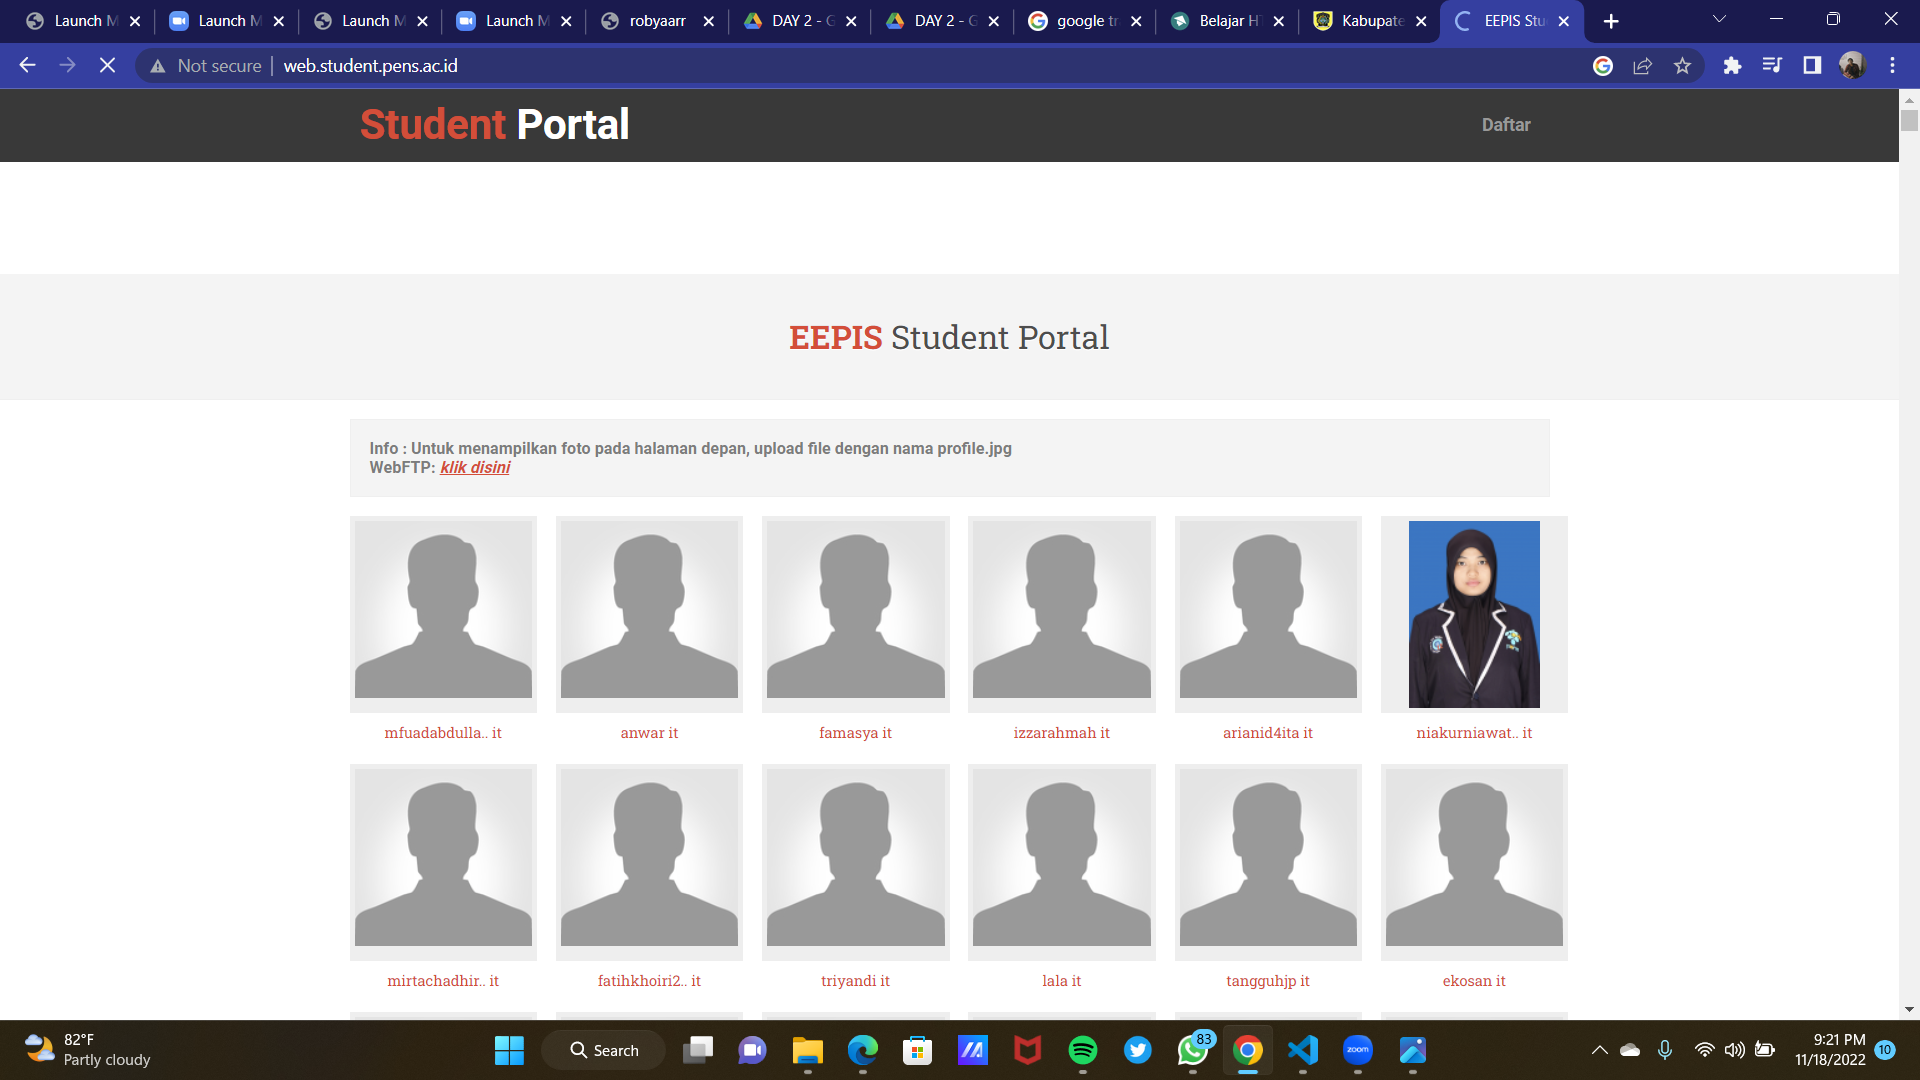 Launch M
Launch M
Launch M
Launch M
robyaarr
DAY 2 - G
DAY 2 - G
google tr
Belajar HT
Kabupate
EEPIS Stu
Not secure
web.student.pens.ac.id
Student Portal
Daftar
EEPIS Student Portal
Info : Untuk menampilkan foto pada halaman depan, upload file dengan nama profile.jpg
WebFTP: klik disini
mfuadabdulla.. it
anwar it
famasya it
izzarahmah it
arianid4ita it
niakurniawat.. it
mirtachadhir.. it
fatihkhoiri2.. it
triyandi it
lala it
tangguhjp it
ekosan it
82°F
Partly cloudy
Search
83
zoom
9:21 PM
11/18/2022
10